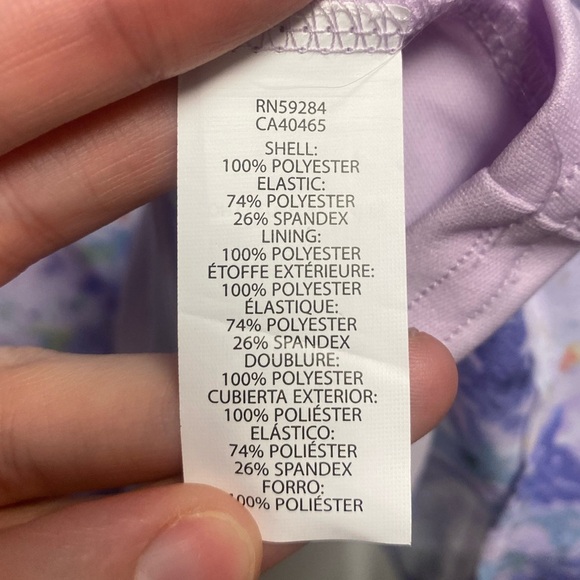 RN59284
CA40465
SHELL:
100% POLYESTER
ELASTIC:
74% POLYESTER
26% SPANDEX
LINING:
100% POLYESTER
ÉTOFFE EXTÉRIEURE:
100% POLYESTER
ÉLASTIQUE:
74% POLYESTER
26% SPANDEX
DOUBLURE:
100% POLYESTER
CUBIERTA EXTERIOR:
100% POLIÉSTER
ELÁSTICO:
74% POLIÉSTER
26% SPANDEX
FORRO:
100% POLIÉSTER